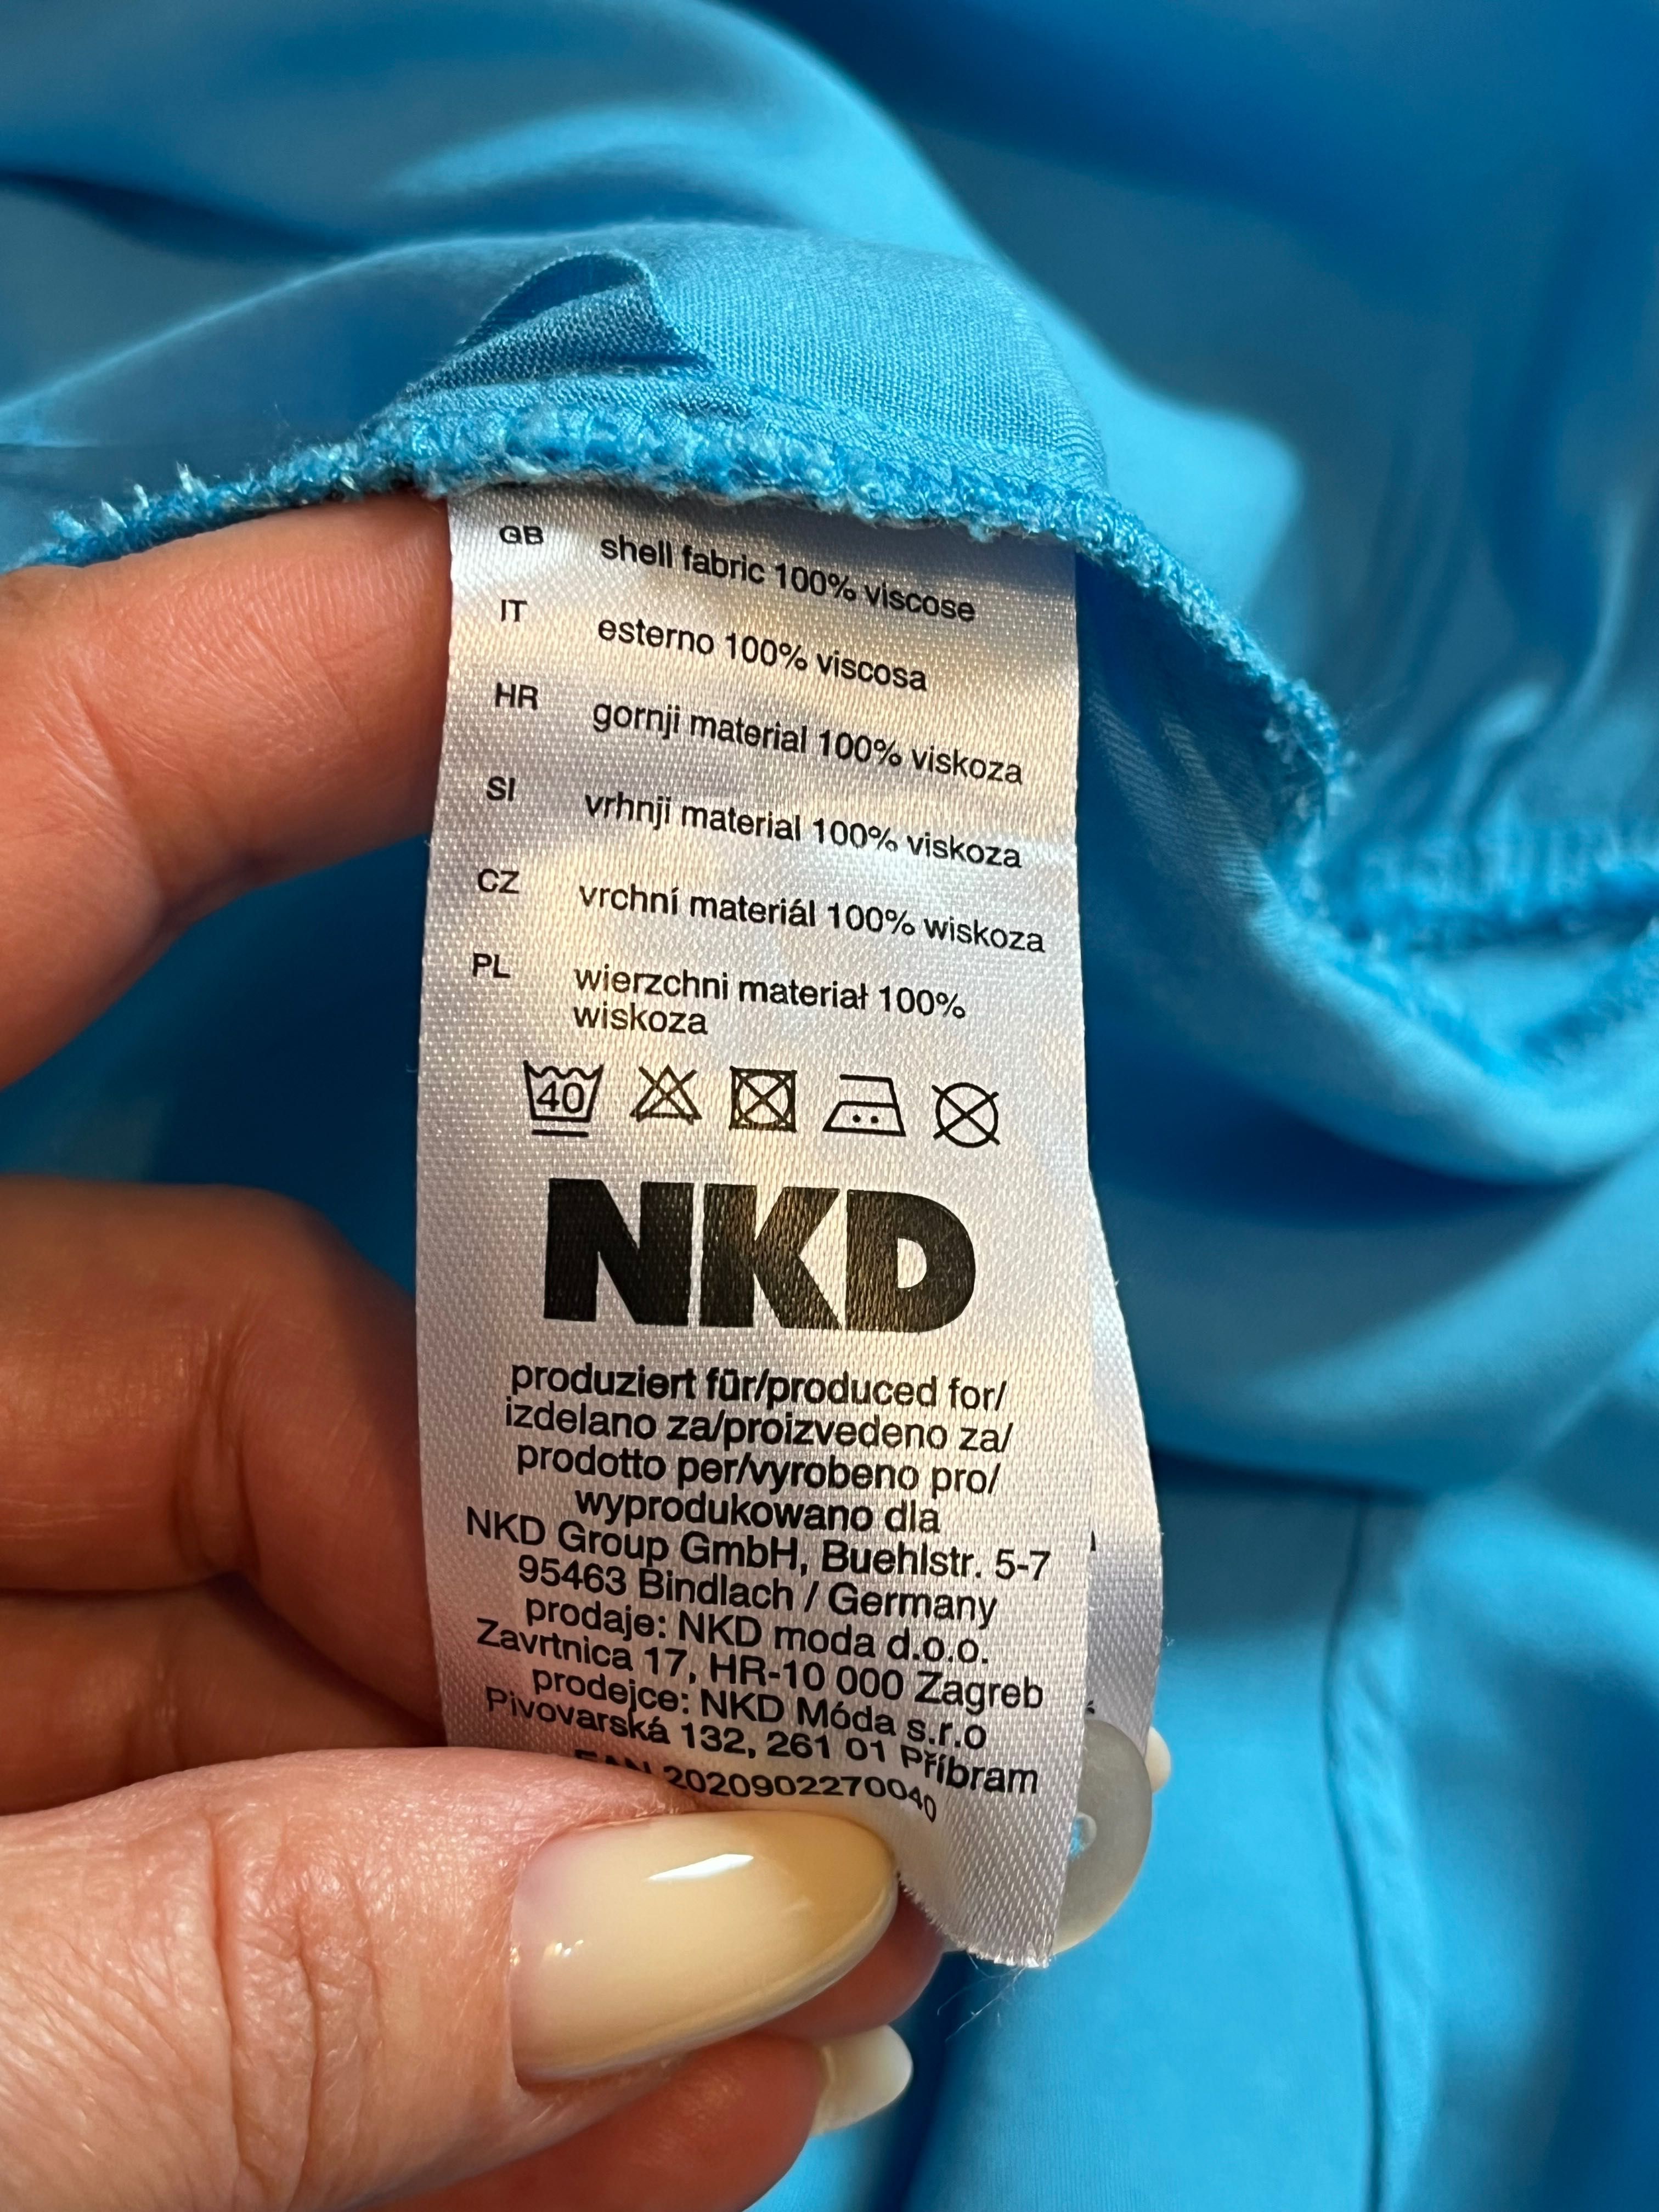 GB shell fabric 100% viscose
IT esterno 100% viscosa
HR gornji material 100% viskoza
SI vrhnji material 100% viskoza
CZ vrchní materiál 100% wiskoza
PL wierzchni materiał 100%
wiskoza
40
NKD
produziert für/produced for/
izdelano za/proizvedeno za/
prodotto per/vyrobeno pro/
wyprodukowano dla
NKD Group GmbH, Buehlstr. 5-7
95463 Bindlach / Germany
prodaje: NKD moda d.o.o.
Zavrtnica 17, HR-10 000 Zagreb
prodejce: NKD Móda s.r.o
Pivovarská 132, 261 01 Příbram
EAN 2020902270040